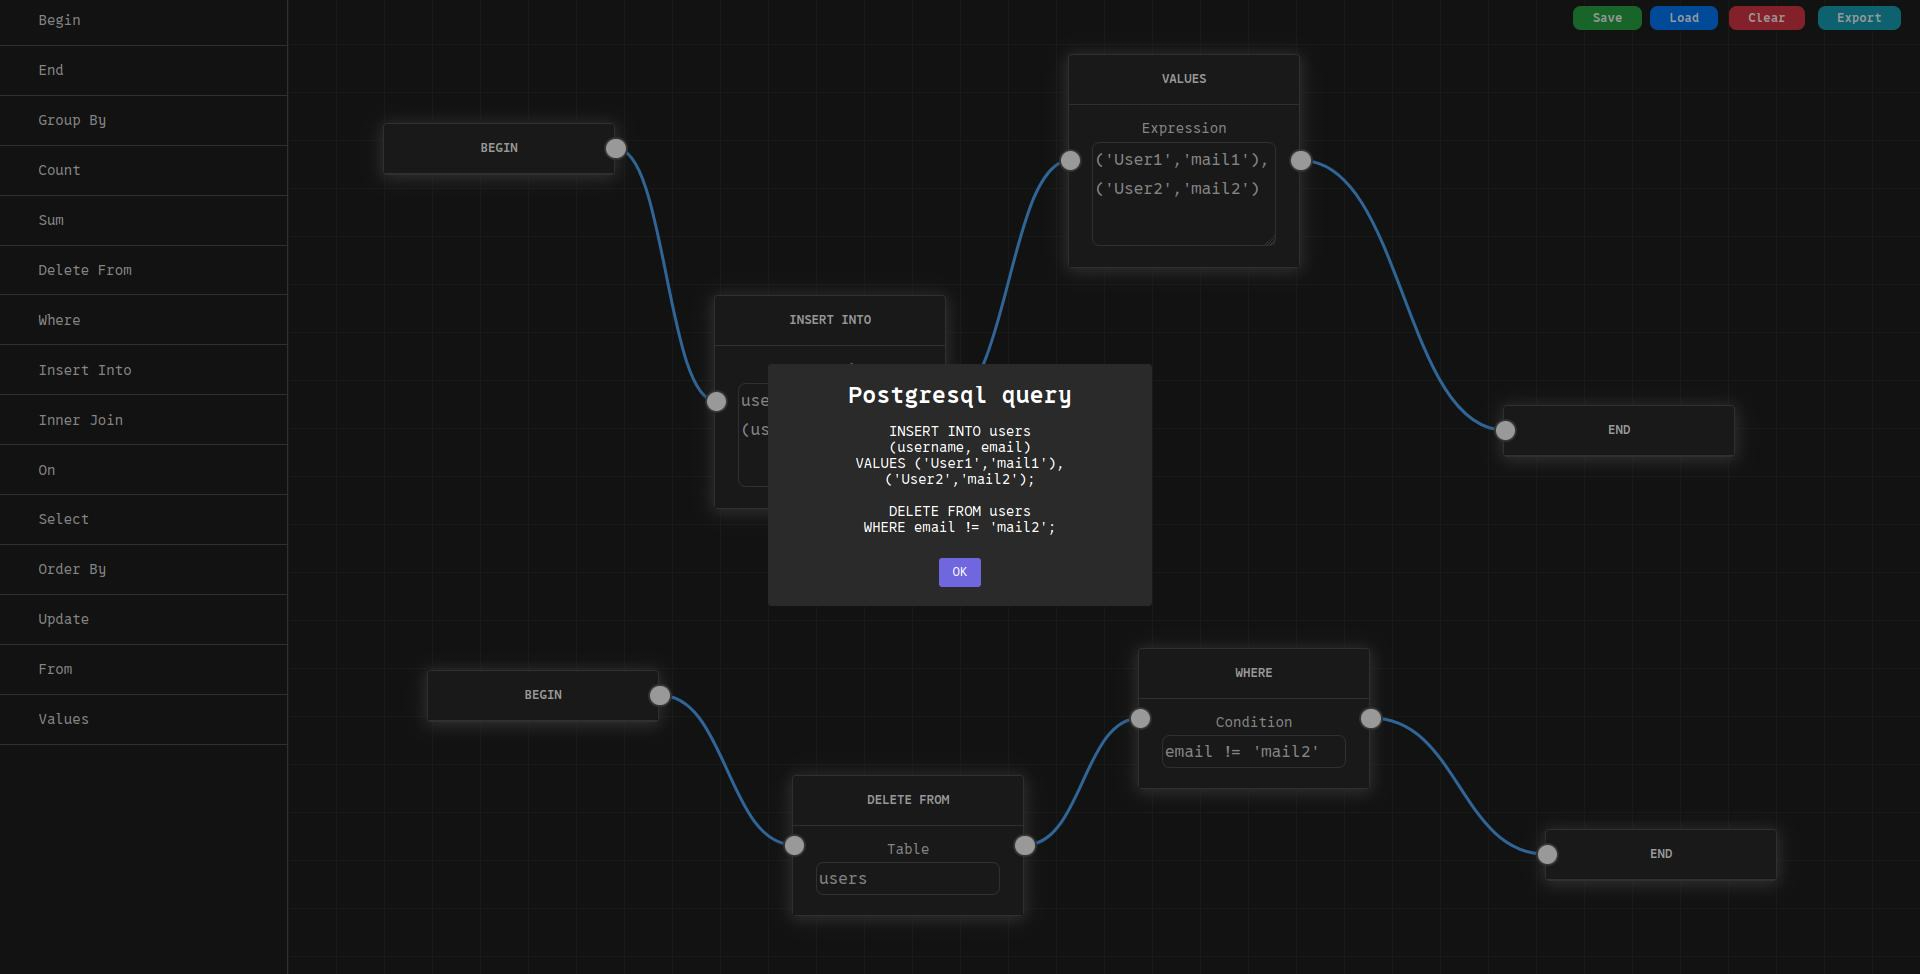 Begin
End
Group By
Count
Sum
Delete From
Where
Insert Into
Inner Join
On
Select
Order By
Update
From
Values
Save
Load
Clear
Export
BEGIN
VALUES
Expression
('User1','mail1'),
('User2','mail2')
INSERT INTO
use
(us
END
Postgresql query
INSERT INTO users
(username, email)
VALUES ('User1','mail1'),
('User2','mail2');
DELETE FROM users
WHERE email != 'mail2';
OK
BEGIN
DELETE FROM
Table
users
WHERE
Condition
email != 'mail2'
END